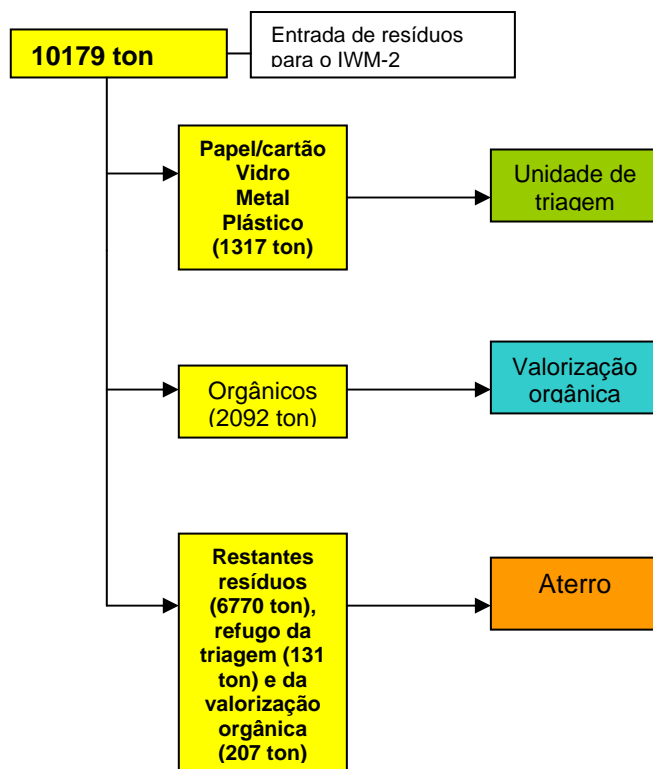 10179 ton
Entrada de resíduos
para o IWM-2
Papel/cartão
Vidro
Metal
Plástico
(1317 ton)
Unidade de
triagem
Orgânicos
(2092 ton)
Valorização
orgânica
Restantes
resíduos
(6770 ton),
refugo da
triagem (131
ton) e da
valorização
orgânica
(207 ton)
Aterro